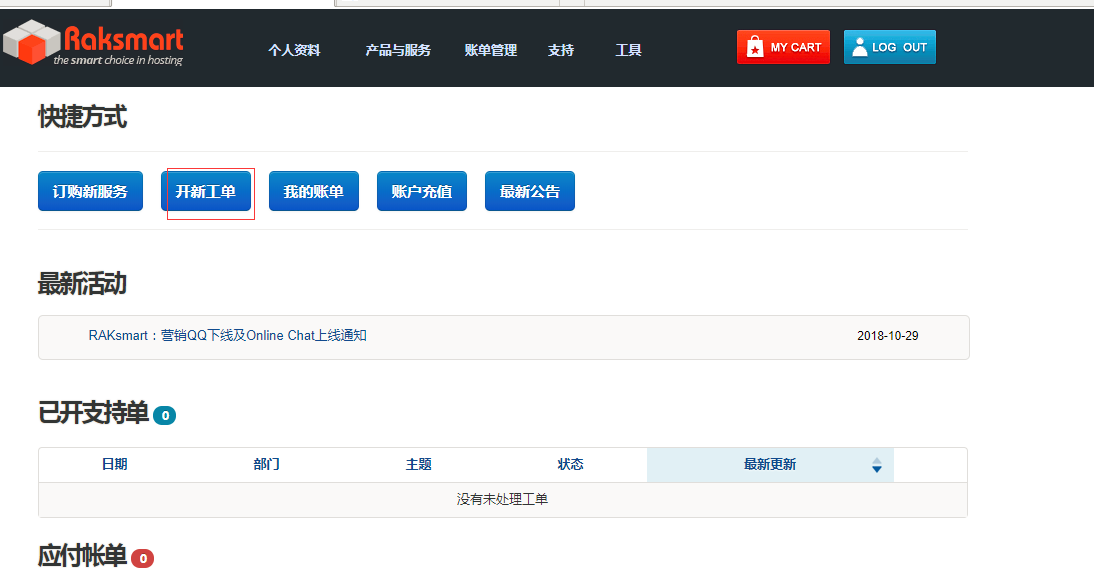 Raksmart
the smart choice in hosting
个人资料 产品与服务 账单管理 支持 工具
MY CART LOG OUT
快捷方式
订购新服务 开新工单 我的账单 账户充值 最新公告
最新活动
RAKsmart：营销QQ下线及Online Chat上线通知 2018-10-29
已开支持单 0
日期 部门 主题 状态 最新更新
没有未处理工单
应付帐单 0